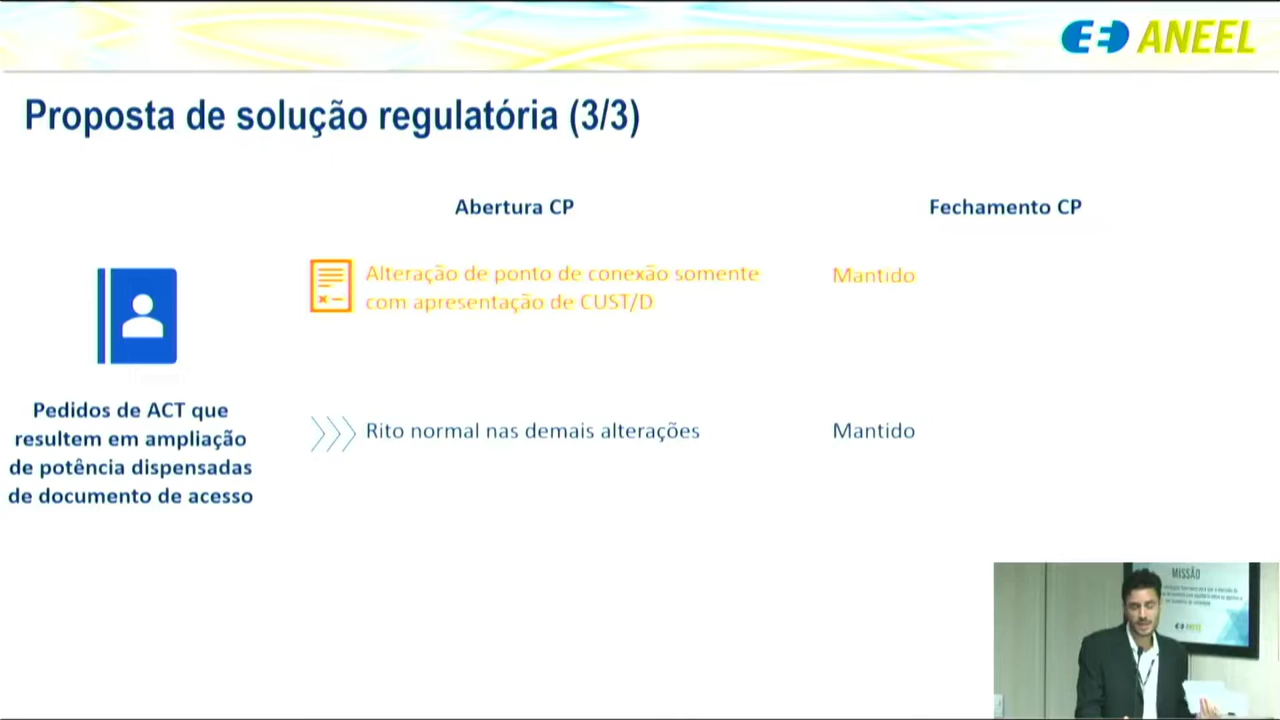 ANEEL
Proposta de solução regulatória (3/3)
Abertura CP
Fechamento CP
Alteração de ponto de conexão somente
com apresentação de CUST/D
Mantido
Pedidos de ACT que
resultem em ampliação
de potência dispensadas
de documento de acesso
Rito normal nas demais alterações
Mantido
MISSÃO
ANEEL